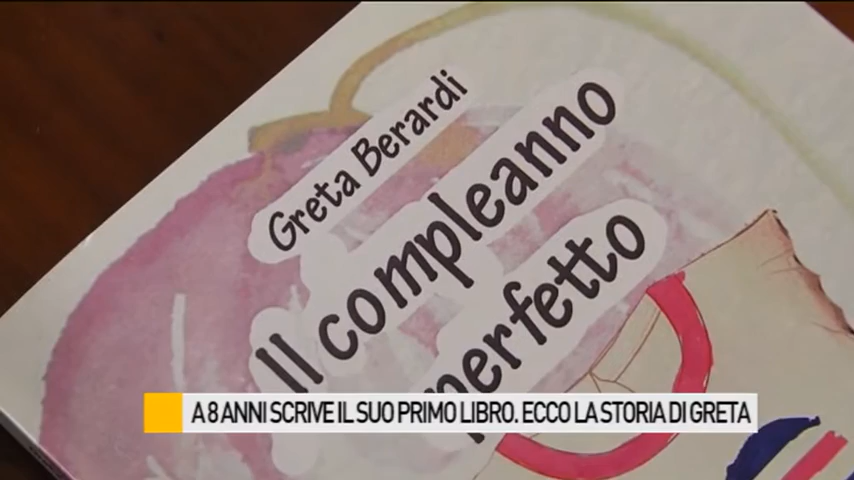 Greta Berardi
Il compleanno
perfetto
A 8 ANNI SCRIVE IL SUO PRIMO LIBRO. ECCO LA STORIA DI GRETA